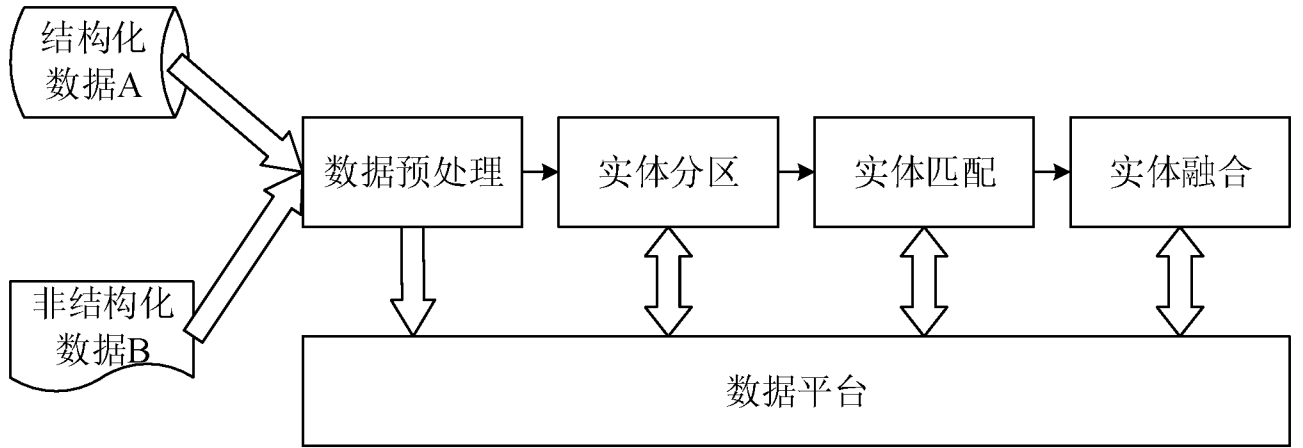 结构化
数据A
数据预处理
实体分区
实体匹配
实体融合
非结构化
数据B
数据平台